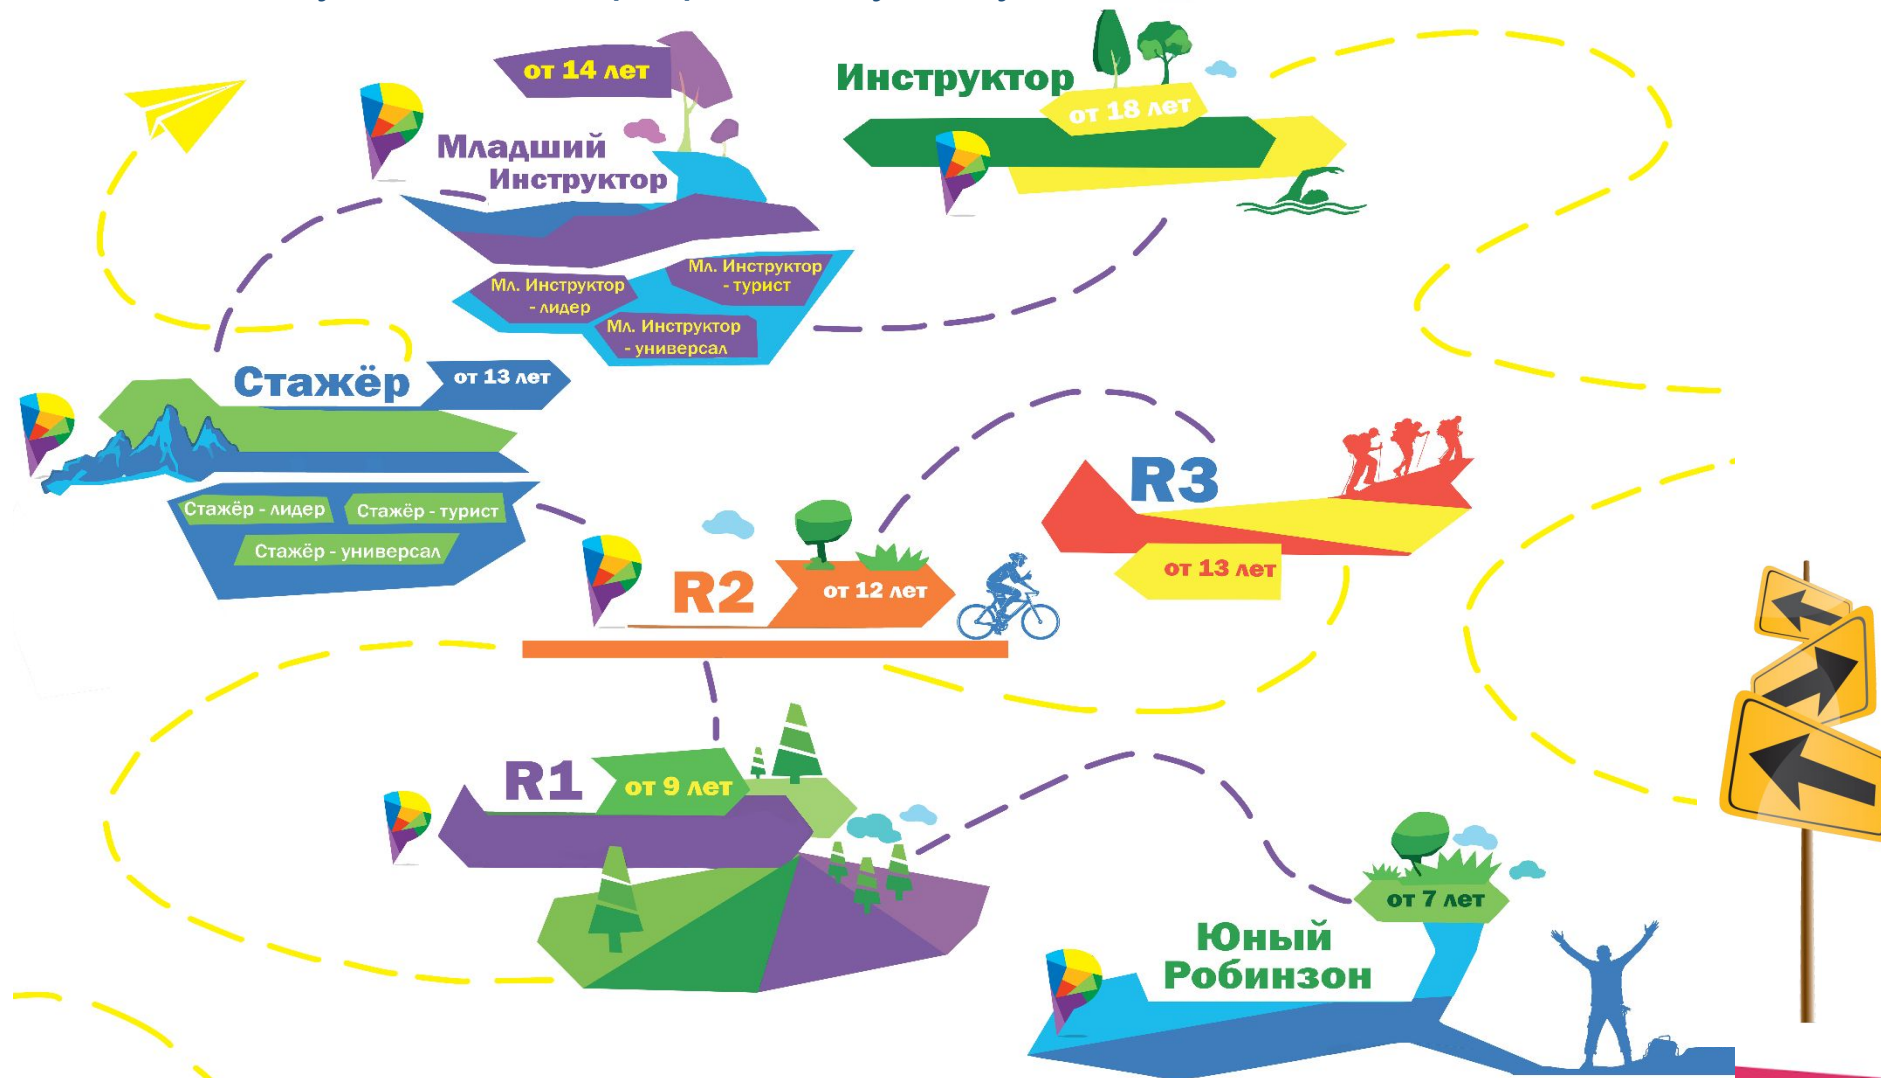 от 14 лет
Младший
Инструктор
Мл. Инструктор
- лидер
Мл. Инструктор
- турист
Мл. Инструктор
- универсал
Инструктор
от 18 лет
Стажёр
от 13 лет
Стажёр - лидер
Стажёр - турист
Стажёр - универсал
R2
от 12 лет
R3
от 13 лет
R1
от 9 лет
от 7 лет
Юный
Робинзон